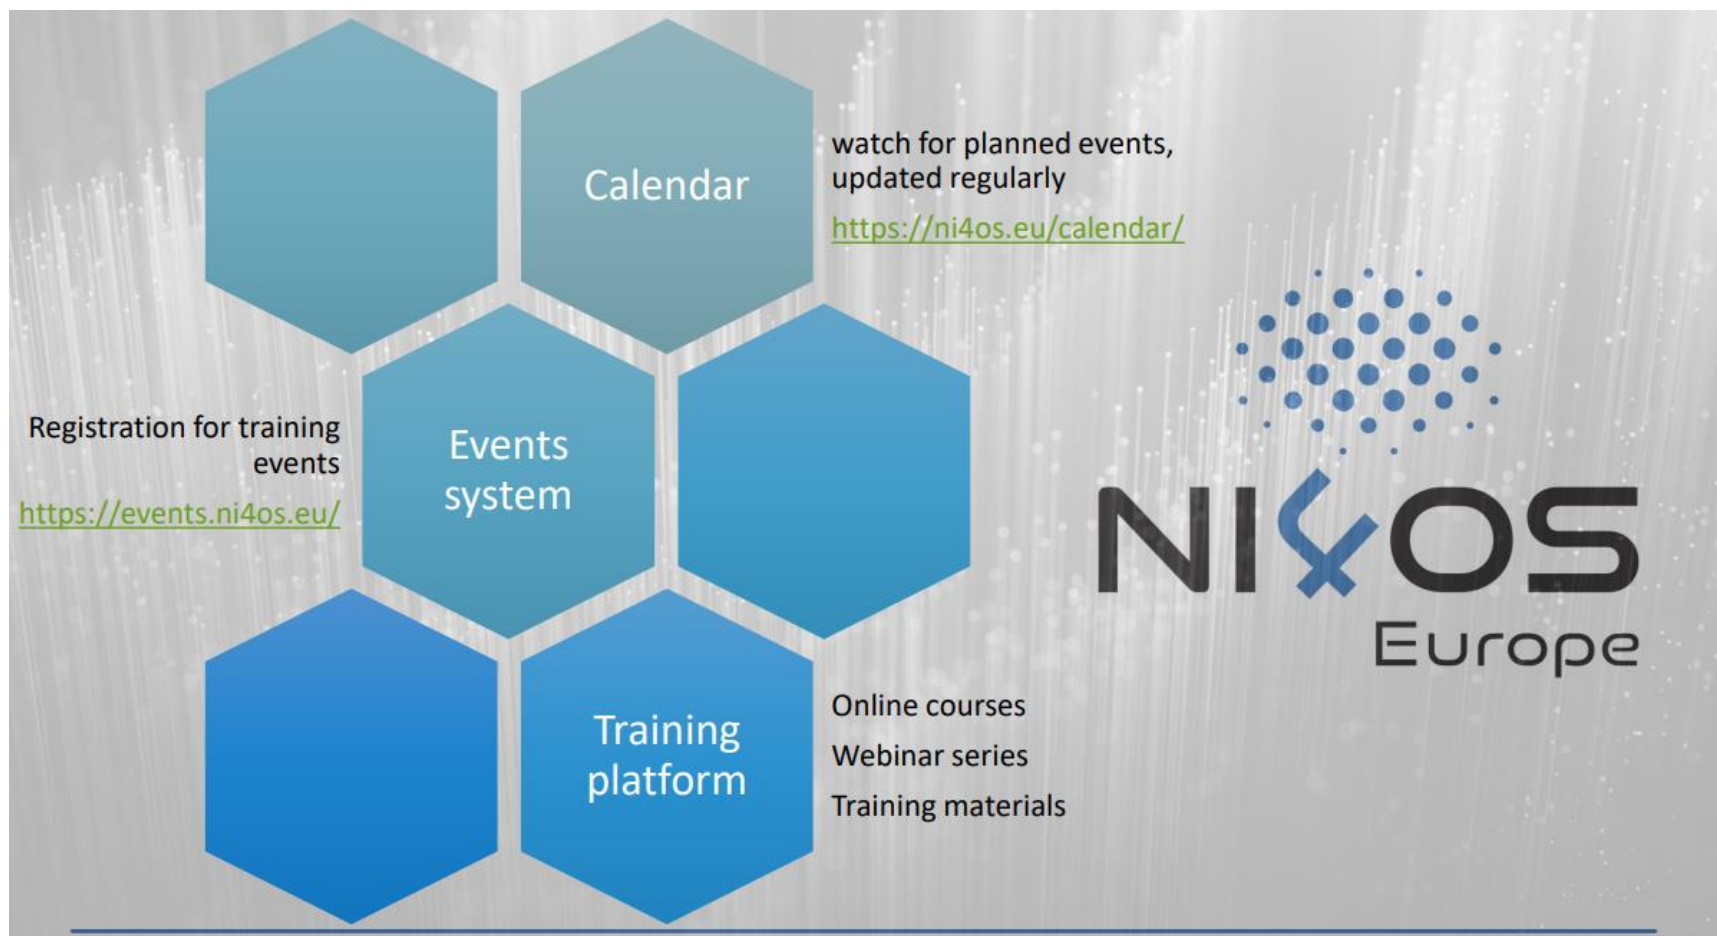 Calendar
watch for planned events,
updated regularly
https://ni4os.eu/calendar/
Registration for training
events
https://events.ni4os.eu/
Events
system
NI4OS
Europe
Training
platform
Online courses
Webinar series
Training materials